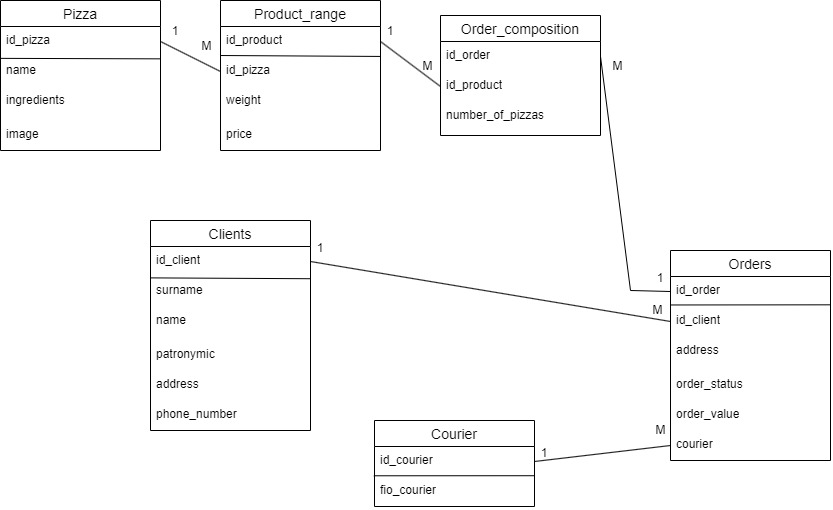 Pizza
id_pizza
name
ingredients
image
1
M
Product_range
id_product
id_pizza
weight
price
1
M
Order_composition
id_order
id_product
number_of_pizzas
M
Clients
id_client
surname
name
patronymic
address
phone_number
1
1
M
Orders
id_order
id_client
address
order_status
order_value
courier
Courier
id_courier
fio_courier
1
M